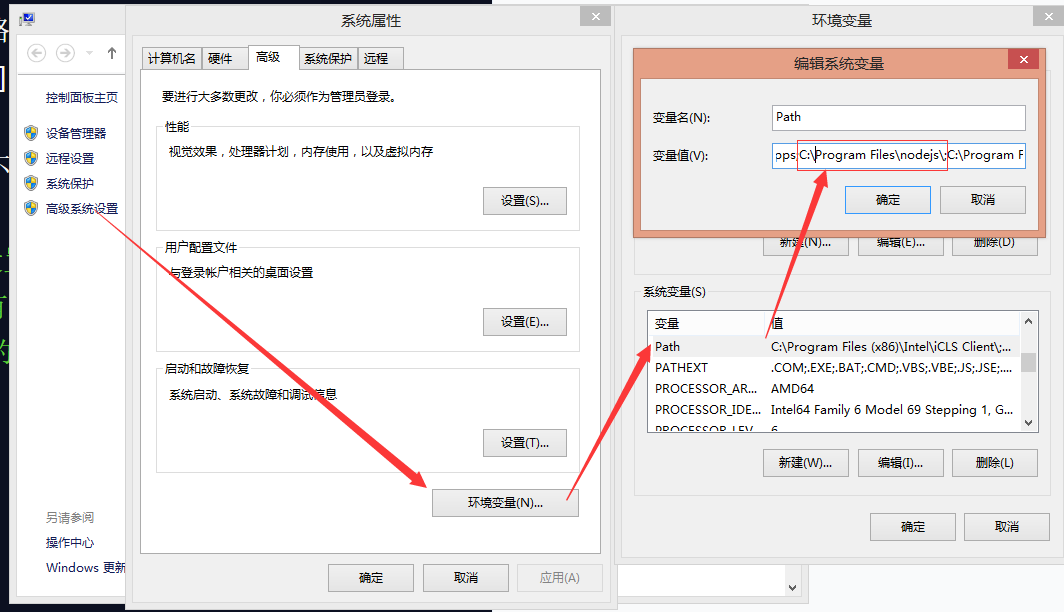 控制面板主页
设备管理器
远程设置
系统保护
高级系统设置
另请参阅
操作中心
Windows 更新
系统属性
计算机名 硬件 高级 系统保护 远程
要进行大多数更改，你必须作为管理员登录。
性能
视觉效果，处理器计划，内存使用，以及虚拟内存
设置(S)...
用户配置文件
与登录帐户相关的桌面设置
设置(E)...
启动和故障恢复
系统启动、系统故障和调试信息
设置(T)...
环境变量(N)...
确定 取消 应用(A)
环境变量
编辑系统变量
变量名(N): Path
变量值(V): pps;C:\Program Files\nodejs\;C:\Program F
确定 取消
新建(N)... 编辑(E)... 删除(D)
系统变量(S)
变量 值
Path C:\Program Files (x86)\Intel\iCLS Client\;...
PATHEXT .COM;.EXE;.BAT;.CMD;.VBS;.VBE;.JS;.JSE;....
PROCESSOR_AR... AMD64
PROCESSOR_IDE... Intel64 Family 6 Model 69 Stepping 1, G...
PROCESSOR_LEV 6
新建(W)... 编辑(I)... 删除(L)
确定 取消